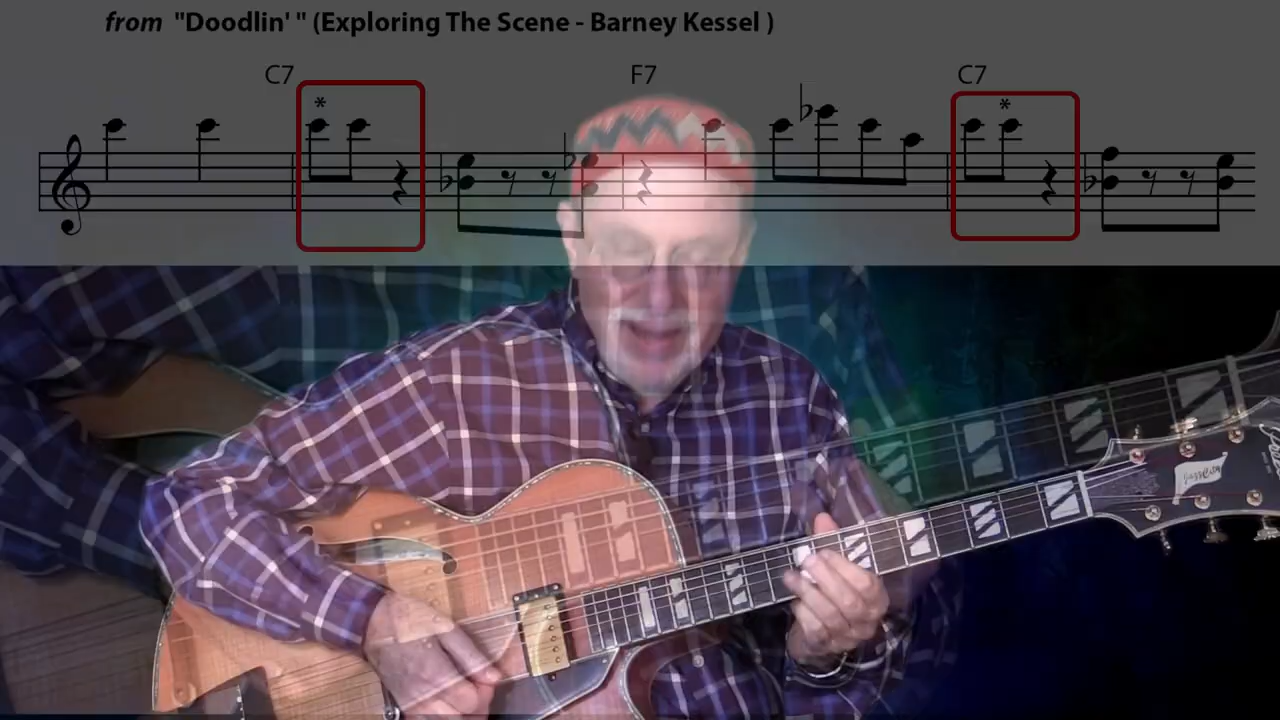 from "Doodlin' " (Exploring The Scene - Barney Kessel )
C7 F7 C7
* *